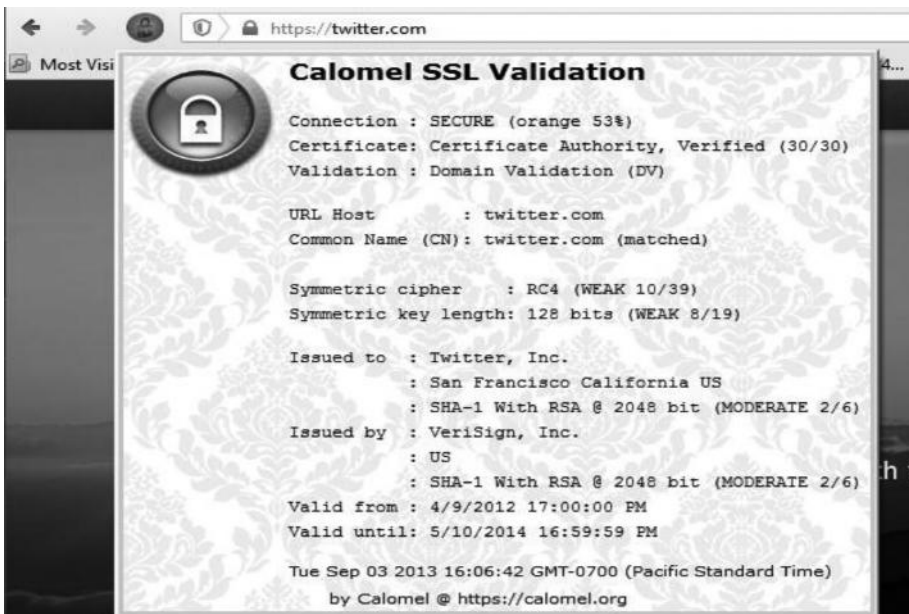 https://twitter.com
Most Visi
4...
Calomel SSL Validation
Connection : SECURE (orange 53%)
Certificate: Certificate Authority, Verified (30/30)
Validation : Domain Validation (DV)
URL Host : twitter.com
Common Name (CN): twitter.com (matched)
Symmetric cipher : RC4 (WEAK 10/39)
Symmetric key length: 128 bits (WEAK 8/19)
Issued to : Twitter, Inc.
: San Francisco California US
: SHA-1 With RSA @ 2048 bit (MODERATE 2/6)
Issued by : VeriSign, Inc.
: US
: SHA-1 With RSA @ 2048 bit (MODERATE 2/6)
Valid from : 4/9/2012 17:00:00 PM
Valid until: 5/10/2014 16:59:59 PM
Tue Sep 03 2013 16:06:42 GMT-0700 (Pacific Standard Time)
by Calomel @ https://calomel.org